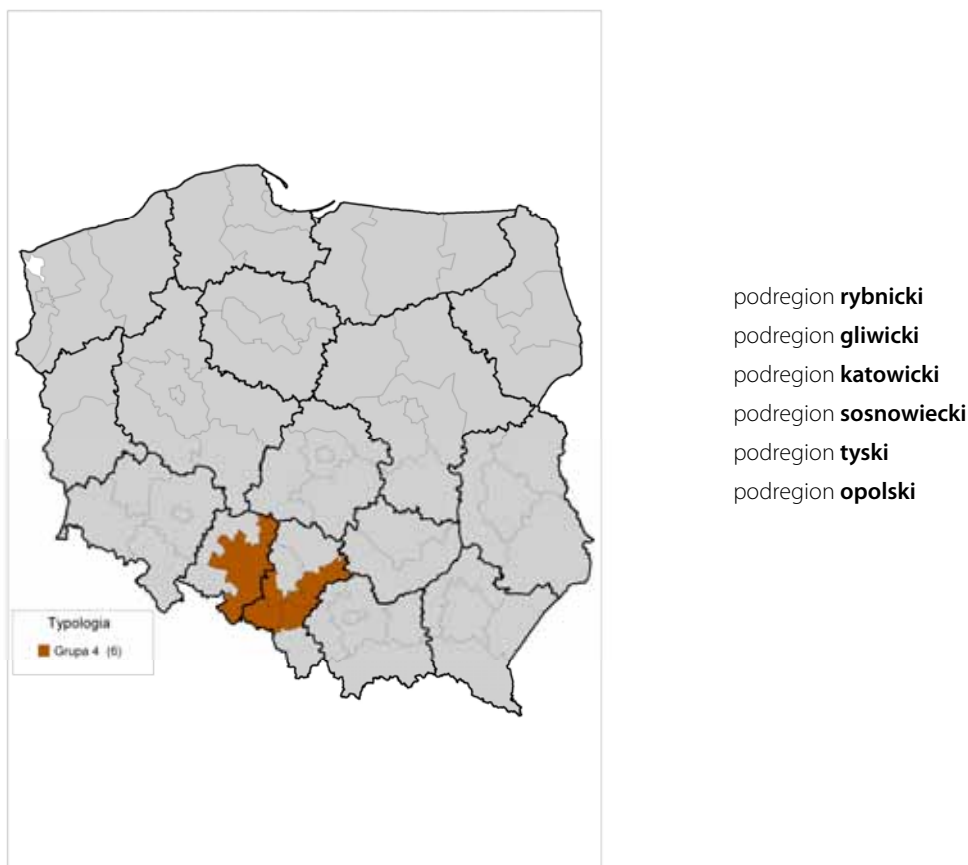 podregion rybnicki
podregion gliwicki
podregion katowicki
podregion sosnowiecki
podregion tyski
podregion opolski
Typologia
Grupa 4 (6)